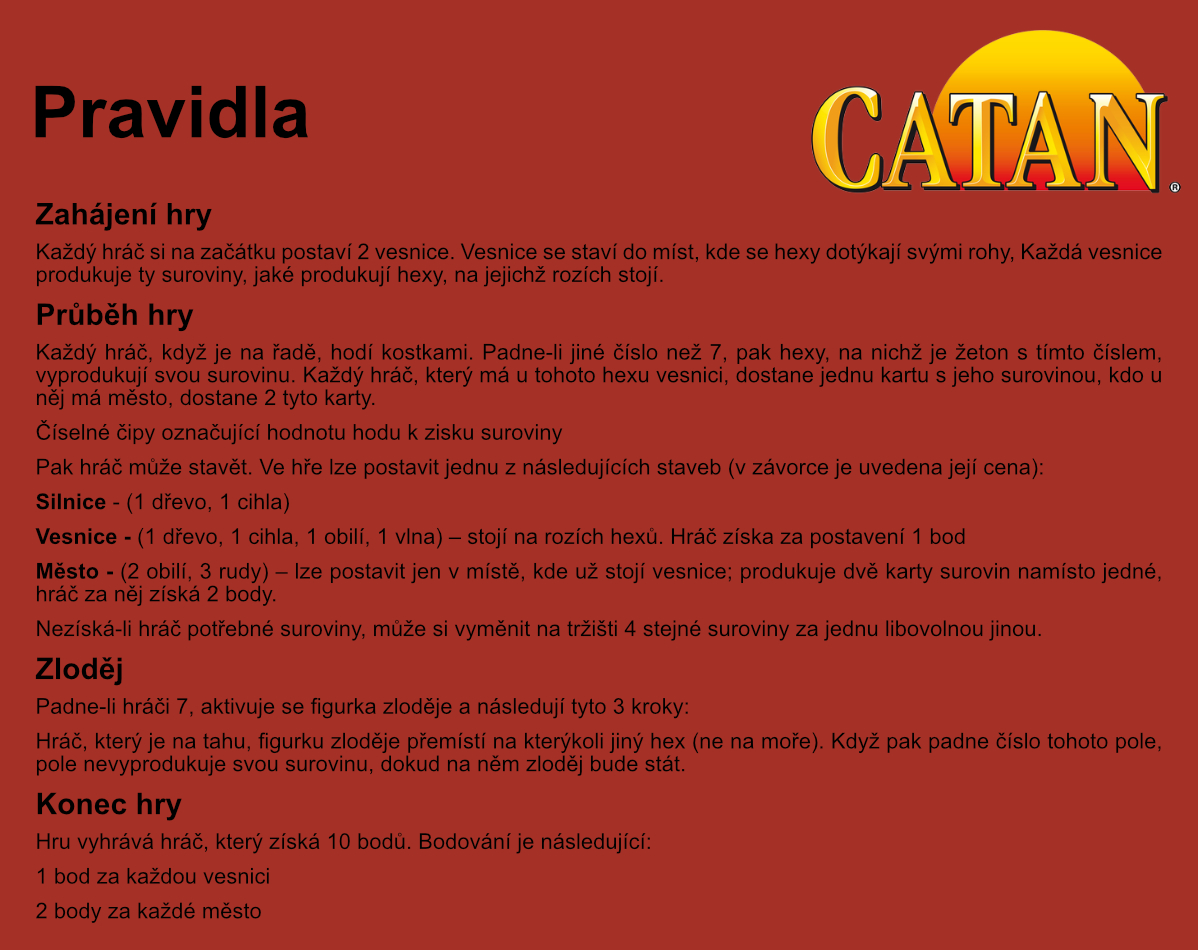 CATAN®
Pravidla
Zahájení hry
Každý hráč si na začátku postaví 2 vesnice. Vesnice se staví do míst, kde se hexy dotýkají svými rohy, Každá vesnice
produkuje ty suroviny, jaké produkují hexy, na jejichž rozích stojí.
Průběh hry
Každý hráč, když je na řadě, hodí kostkami. Padne-li jiné číslo než 7, pak hexy, na nichž je žeton s tímto číslem,
vyprodukují svou surovinu. Každý hráč, který má u tohoto hexu vesnici, dostane jednu kartu s jeho surovinou, kdo u
něj má město, dostane 2 tyto karty.
Číselné čipy označující hodnotu hodu k zisku suroviny
Pak hráč může stavět. Ve hře lze postavit jednu z následujících staveb (v závorce je uvedena její cena):
Silnice - (1 dřevo, 1 cihla)
Vesnice - (1 dřevo, 1 cihla, 1 obilí, 1 vlna) – stojí na rozích hexů. Hráč získa za postavení 1 bod
Město - (2 obilí, 3 rudy) – lze postavit jen v místě, kde už stojí vesnice; produkuje dvě karty surovin namísto jedné,
hráč za něj získá 2 body.
Nezíská-li hráč potřebné suroviny, může si vyměnit na tržišti 4 stejné suroviny za jednu libovolnou jinou.
Zloděj
Padne-li hráči 7, aktivuje se figurka zloděje a následují tyto 3 kroky:
Hráč, který je na tahu, figurku zloděje přemístí na kterýkoli jiný hex (ne na moře). Když pak padne číslo tohoto pole,
pole nevyprodukuje svou surovinu, dokud na něm zloděj bude stát.
Konec hry
Hru vyhrává hráč, který získá 10 bodů. Bodování je následující:
1 bod za každou vesnici
2 body za každé město